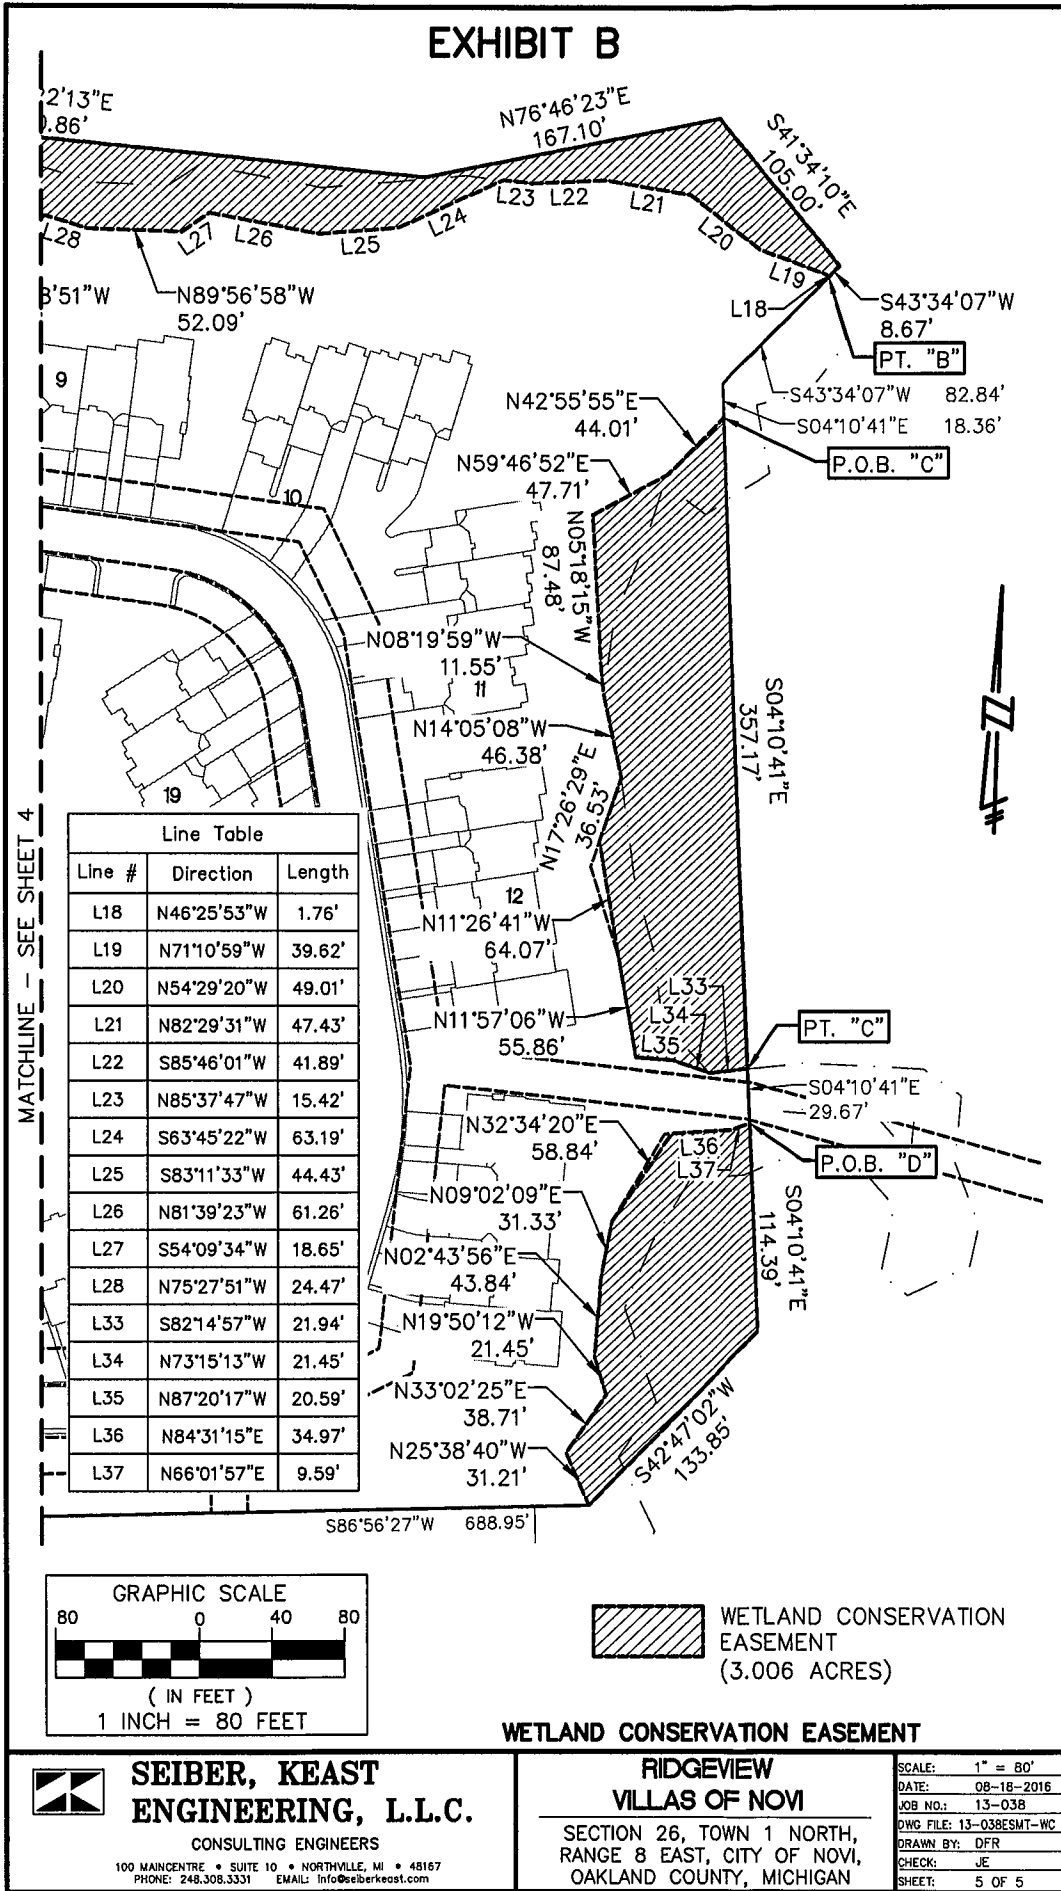 EXHIBIT B
2'13"E
0.86'
N76°46'23"E
167.10'
S41°34'10"E
105.00'
L28
L27
L26
L25
L24
L23
L22
L21
L20
L19
L18
8'51"W
N89°56'58"W
52.09'
S43°34'07"W
8.67'
PT. "B"
S43°34'07"W 82.84'
S04°10'41"E 18.36'
P.O.B. "C"
9
10
N42°55'55"E
44.01'
N59°46'52"E
47.71'
N05°18'15"W
87.48'
N08°19'59"W
11.55'
11
N14°05'08"W
46.38'
N17°26'29"E
36.53'
S04°10'41"E
357.17'
19
12
N11°26'41"W
64.07'
N11°57'06"W
55.86'
L33
L34
L35
PT. "C"
S04°10'41"E
29.67'
N32°34'20"E
58.84'
L36
L37
P.O.B. "D"
N09°02'09"E
31.33'
S04°10'41"E
114.39'
N02°43'56"E
43.84'
N19°50'12"W
21.45'
N33°02'25"E
38.71'
N25°38'40"W
31.21'
S42°47'02"W
133.85'
S86°56'27"W 688.95'
MATCHLINE - SEE SHEET 4
Line Table
Line # Direction Length
L18 N46°25'53"W 1.76'
L19 N71°10'59"W 39.62'
L20 N54°29'20"W 49.01'
L21 N82°29'31"W 47.43'
L22 S85°46'01"W 41.89'
L23 N85°37'47"W 15.42'
L24 S63°45'22"W 63.19'
L25 S83°11'33"W 44.43'
L26 N81°39'23"W 61.26'
L27 S54°09'34"W 18.65'
L28 N75°27'51"W 24.47'
L33 S82°14'57"W 21.94'
L34 N73°15'13"W 21.45'
L35 N87°20'17"W 20.59'
L36 N84°31'15"E 34.97'
L37 N66°01'57"E 9.59'
GRAPHIC SCALE
80 0 40 80
( IN FEET )
1 INCH = 80 FEET
WETLAND CONSERVATION
EASEMENT
(3.006 ACRES)
WETLAND CONSERVATION EASEMENT
SEIBER, KEAST
ENGINEERING, L.L.C.
CONSULTING ENGINEERS
100 MAINCENTRE • SUITE 10 • NORTHVILLE, MI • 48167
PHONE: 248.308.3331 EMAIL: info@seiberkeast.com
RIDGEVIEW
VILLAS OF NOVI
SECTION 26, TOWN 1 NORTH,
RANGE 8 EAST, CITY OF NOVI,
OAKLAND COUNTY, MICHIGAN
SCALE: 1" = 80'
DATE: 08-18-2016
JOB NO.: 13-038
DWG FILE: 13-038ESMT-WC
DRAWN BY: DFR
CHECK: JE
SHEET: 5 OF 5